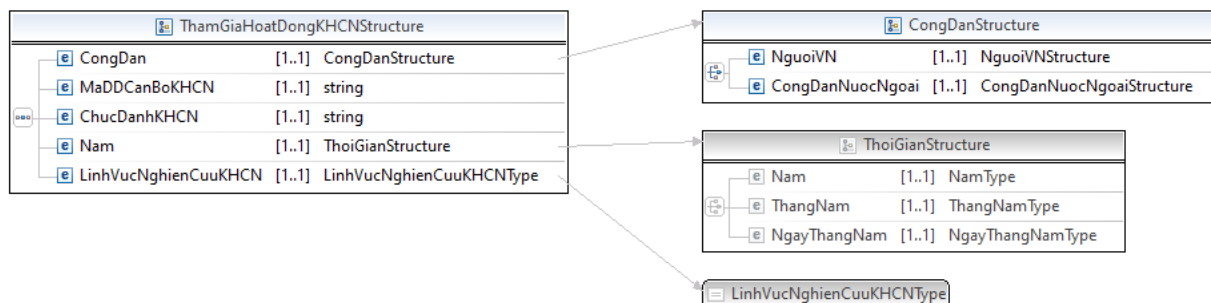 ThamGiaHoatDongKHCNStructure
e CongDan [1..1] CongDanStructure
e MaDDCanBoKHCN [1..1] string
e ChucDanhKHCN [1..1] string
e Nam [1..1] ThoiGianStructure
e LinhVucNghienCuuKHCN [1..1] LinhVucNghienCuuKHCNType
CongDanStructure
e NguoiVN [1..1] NguoiVNStructure
e CongDanNuocNgoai [1..1] CongDanNuocNgoaiStructure
ThoiGianStructure
e Nam [1..1] NamType
e ThangNam [1..1] ThangNamType
e NgayThangNam [1..1] NgayThangNamType
LinhVucNghienCuuKHCNType